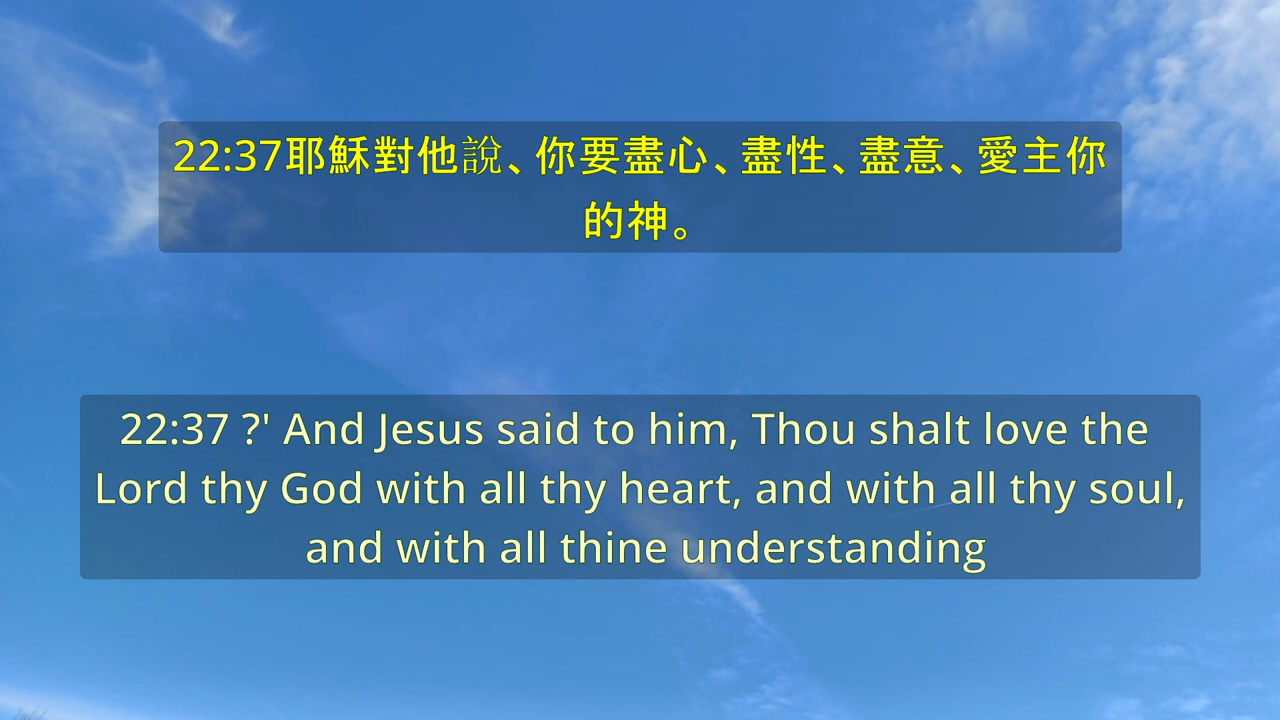 22:37耶穌對他說、你要盡心、盡性、盡意、愛主你
的神。
22:37 ?' And Jesus said to him, Thou shalt love the
Lord thy God with all thy heart, and with all thy soul,
and with all thine understanding